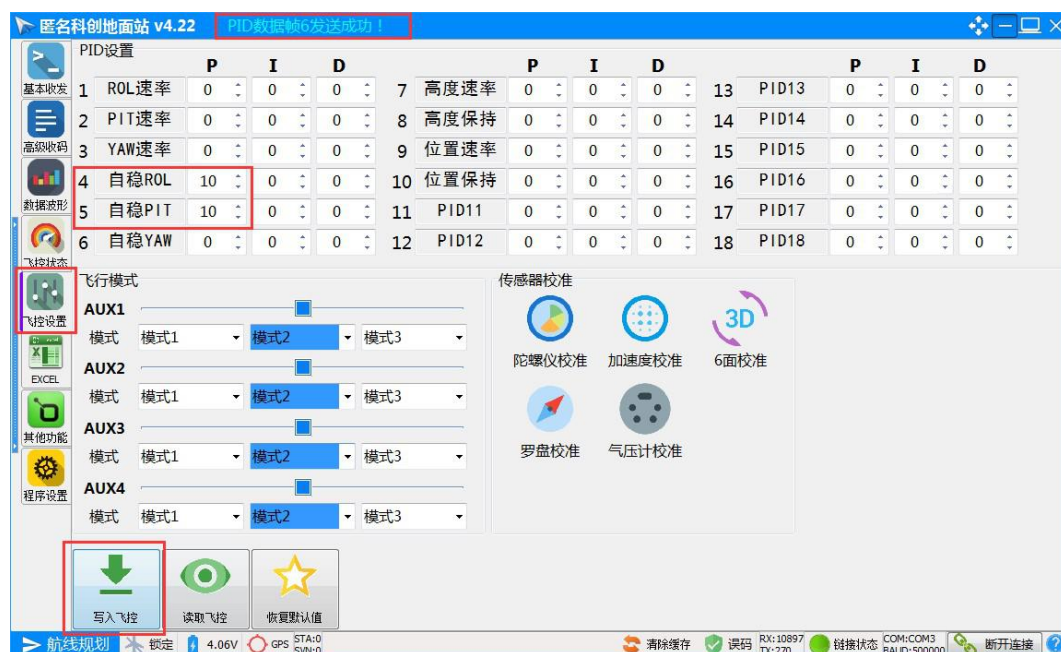 匿名科创地面站 v4.22 PID数据帧6发送成功！
基本收发
高级收码
数据波形
飞控状态
飞控设置
EXCEL
其他功能
程序设置
PID设置
P I D P I D P I D
1 ROL速率 0 0 0 7 高度速率 0 0 0 13 PID13 0 0 0
2 PIT速率 0 0 0 8 高度保持 0 0 0 14 PID14 0 0 0
3 YAW速率 0 0 0 9 位置速率 0 0 0 15 PID15 0 0 0
4 自稳ROL 10 0 0 10 位置保持 0 0 0 16 PID16 0 0 0
5 自稳PIT 10 0 0 11 PID11 0 0 0 17 PID17 0 0 0
6 自稳YAW 0 0 0 12 PID12 0 0 0 18 PID18 0 0 0
飞行模式
AUX1
模式 模式1 模式2 模式3
AUX2
模式 模式1 模式2 模式3
AUX3
模式 模式1 模式2 模式3
AUX4
模式 模式1 模式2 模式3
传感器校准
3D
陀螺仪校准 加速度校准 6面校准
罗盘校准 气压计校准
写入飞控 读取飞控 恢复默认值
航线规划 锁定 4.06V GPS STA:0 清除缓存 误码 RX:10897 链接状态 COM:COM3 断开连接 ?
SVN:0 TX:270 BAUD:500000